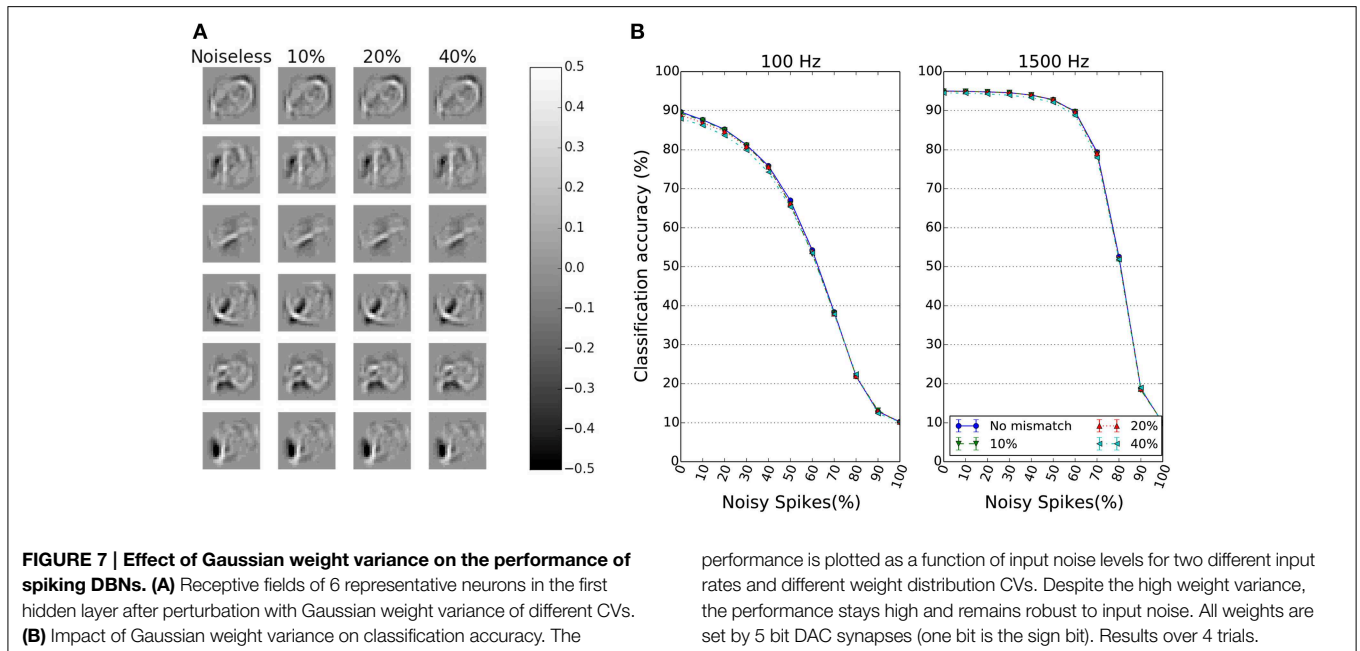 A
Noiseless 10% 20% 40%
0.5
0.4
0.3
0.2
0.1
0.0
−0.1
−0.2
−0.3
−0.4
−0.5
B
100 Hz
1500 Hz
Classification accuracy (%)
100
90
80
70
60
50
40
30
20
10
0
0 10 20 30 40 50 60 70 80 90 100
Noisy Spikes(%)
100
90
80
70
60
50
40
30
20
10
0
No mismatch
10%
20%
40%
0 10 20 30 40 50 60 70 80 90 100
Noisy Spikes(%)
FIGURE 7 | Effect of Gaussian weight variance on the performance of
spiking DBNs. (A) Receptive fields of 6 representative neurons in the first
hidden layer after perturbation with Gaussian weight variance of different CVs.
(B) Impact of Gaussian weight variance on classification accuracy. The
performance is plotted as a function of input noise levels for two different input
rates and different weight distribution CVs. Despite the high weight variance,
the performance stays high and remains robust to input noise. All weights are
set by 5 bit DAC synapses (one bit is the sign bit). Results over 4 trials.